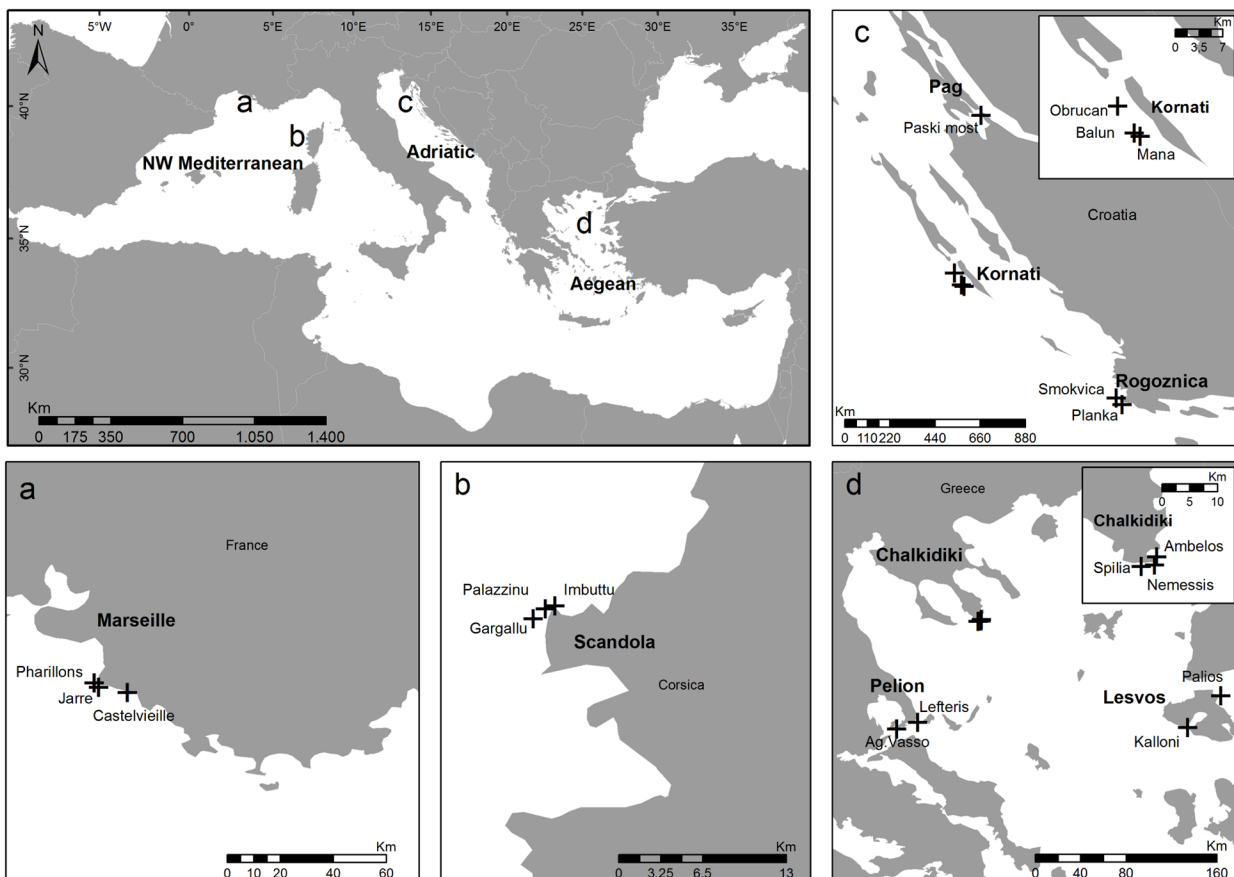 5°W 0° 5°E 10°E 15°E 20°E 25°E 30°E 35°E
N
40°N
35°N
30°N
a
b
c
d
NW Mediterranean
Adriatic
Aegean
Km
0 175 350 700 1.050 1.400
c
Km
0 3.5 7
Pag
Paski most
Obrucan
Kornati
Balun
Mana
Croatia
Kornati
Smokvica
Rogoznica
Planka
Km
0 110 220 440 660 880
a
France
Marseille
Pharillons
Jarre
Castelvieille
Km
0 10 20 40 60
b
Palazzinu
Imbuttu
Gargallu
Scandola
Corsica
Km
0 3.25 6.5 13
d
Greece
Km
0 5 10
Chalkidiki
Ambelos
Spilia
Nemessis
Chalkidiki
Pelion
Lefteris
Ag.Vasso
Palios
Lesvos
Kalloni
Km
0 40 80 160